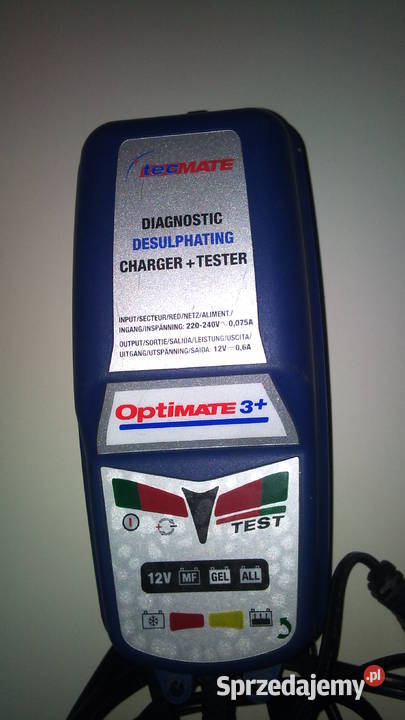 tecMATE
DIAGNOSTIC
DESULPHATING
CHARGER + TESTER
INPUT/SECTEUR/RED/NETZ/ALIMENT./
INGANG/INSPÄNNING: 220-240V ~ 0,075A
OUTPUT/SORTIE/SALIDA/LEISTUNG/USCITA/
UITGANG/UTSPÄNNING/SAIDA: 12V ⎓ 0,6A
OptiMATE 3+
TEST
12V MF GEL ALL
Sprzedajemy.pl